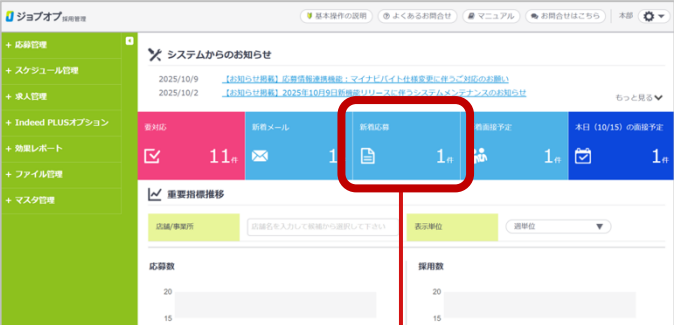 ジョブオプ 採用管理
基本操作の説明 よくあるお問合せ マニュアル お問合せはこちら 本部
+ 応募管理
+ スケジュール管理
+ 求人管理
+ Indeed PLUSオプション
+ 効果レポート
+ ファイル管理
+ マスタ管理
システムからのお知らせ
2025/10/9 【お知らせ掲載】応募情報連携機能：マイナビバイト仕様変更に伴うご対応のお願い
2025/10/2 【お知らせ掲載】2025年10月9日新機能リリースに伴うシステムメンテナンスのお知らせ
もっと見る
要対応 新着メール 新着応募 着面接予定 本日（10/15）の面接予定
11件 1 1件 1件 1件
重要指標推移
店舗/事業所 店舗名を入力して候補から選択して下さい 表示単位 週単位
応募数 採用数
20 20
15 15